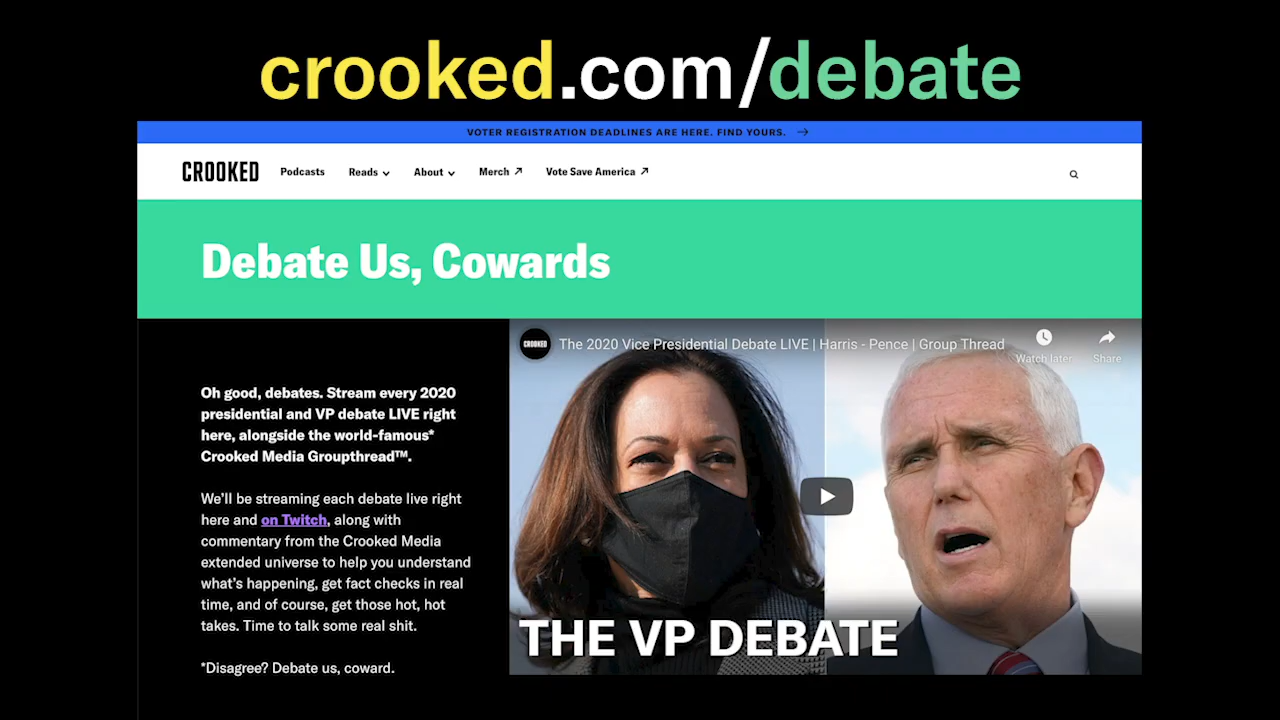 crooked.com/debate
VOTER REGISTRATION DEADLINES ARE HERE. FIND YOURS. →
CROOKED Podcasts Reads About Merch ↗ Vote Save America ↗
Debate Us, Cowards
CROOKED The 2020 Vice Presidential Debate LIVE | Harris - Pence | Group Thread
Watch later Share
Oh good, debates. Stream every 2020
presidential and VP debate LIVE right
here, alongside the world-famous*
Crooked Media Groupthread™.
We'll be streaming each debate live right
here and on Twitch, along with
commentary from the Crooked Media
extended universe to help you understand
what's happening, get fact checks in real
time, and of course, get those hot, hot
takes. Time to talk some real shit.
*Disagree? Debate us, coward.
THE VP DEBATE